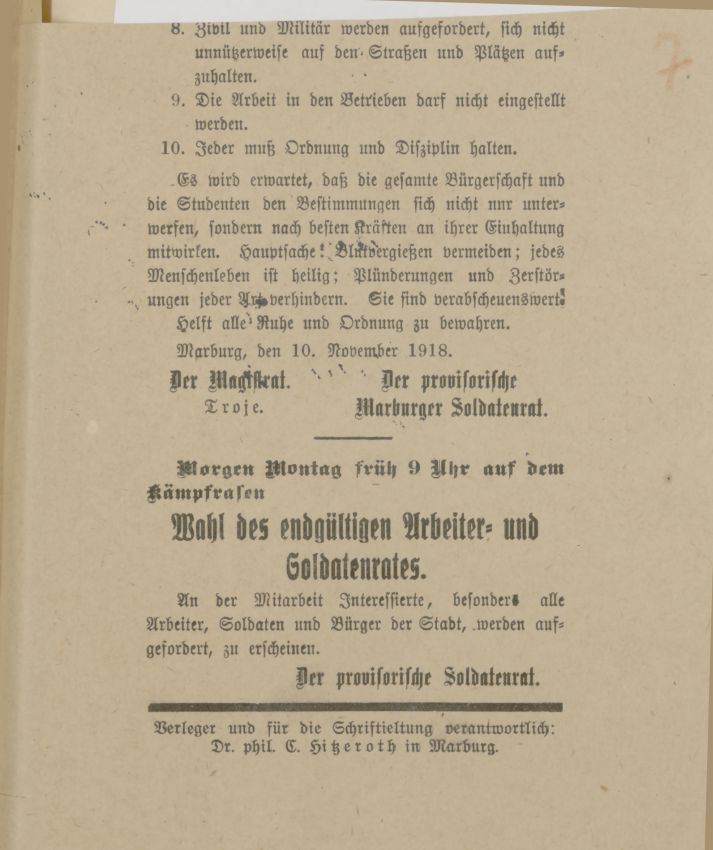 8. Zivil und Militär werden aufgefordert, sich nicht
unnützerweise auf den Straßen und Plätzen auf-
zuhalten.
9. Die Arbeit in den Betrieben darf nicht eingestellt
werden.
10. Jeder muß Ordnung und Disziplin halten.
Es wird erwartet, daß die gesamte Bürgerschaft und
die Studenten den Bestimmungen sich nicht nnr unter-
werfen, sondern nach besten Kräften an ihrer Einhaltung
mitwirken. Hauptsache: Blutvergießen vermeiden; jedes
Menschenleben ist heilig; Plünderungen und Zerstör-
ungen jeder Art verhindern. Sie sind verabscheuenswert.
Helft alle Ruhe und Ordnung zu bewahren.
Marburg, den 10. November 1918.
Der Magistrat. Der provisorische
Troje. Marburger Soldatenrat.
Morgen Montag früh 9 Uhr auf dem
Kämpfrasen
Wahl des endgültigen Arbeiter- und
Soldatenrates.
An der Mitarbeit Interessierte, besonders alle
Arbeiter, Soldaten und Bürger der Stadt, werden auf-
gefordert, zu erscheinen.
Der provisorische Soldatenrat.
Verleger und für die Schriftieltung verantwortlich:
Dr. phil. C. Hitzeroth in Marburg.
7